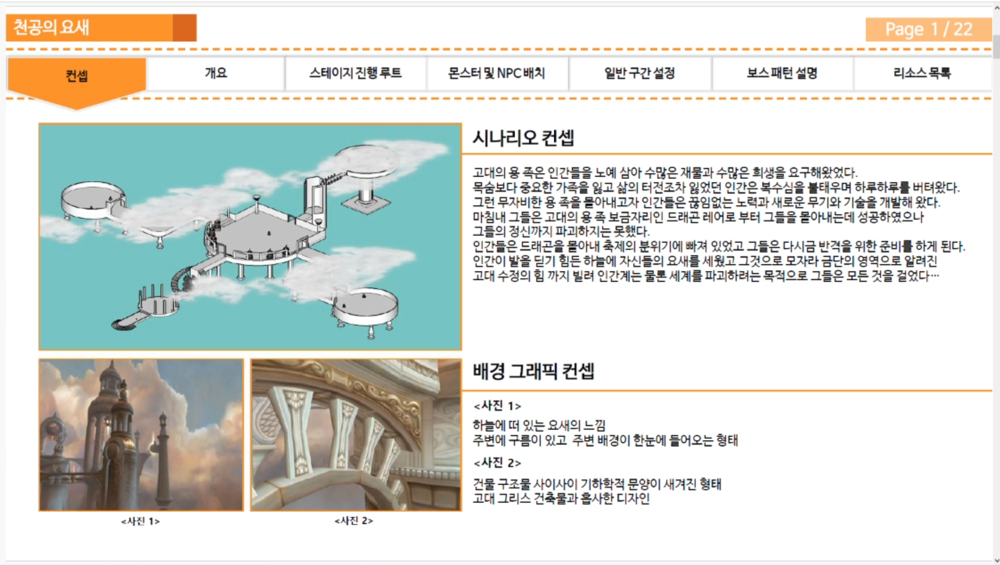 천공의 요새
Page 1 / 22
컨셉
개요
스테이지 진행 루트
몬스터 및 NPC 배치
일반 구간 설정
보스 패턴 설명
리소스 목록
시나리오 컨셉
고대의 용 족은 인간들을 노예 삼아 수많은 재물과 수많은 희생을 요구해왔었다.
목숨보다 중요한 가족을 잃고 삶의 터전조차 잃었던 인간은 복수심을 불태우며 하루하루를 버텨왔다.
그런 무자비한 용 족을 몰아내고자 인간들은 끊임없는 노력과 새로운 무기와 기술을 개발해 왔다.
마침내 그들은 고대의 용 족 보금자리인 드래곤 레어로 부터 그들을 몰아내는데 성공하였으나
그들의 정신까지 파괴하지는 못했다.
인간들은 드래곤을 몰아내 축제의 분위기에 빠져 있었고 그들은 다시금 반격을 위한 준비를 하게 된다.
인간이 발을 딛기 힘든 하늘에 자신들의 요새를 세웠고 그것으로 모자라 금단의 영역으로 알려진
고대 수정의 힘 까지 빌려 인간계는 물론 세계를 파괴하려는 목적으로 그들은 모든 것을 걸었다…
배경 그래픽 컨셉
<사진 1>
하늘에 떠 있는 요새의 느낌
주변에 구름이 있고 주변 배경이 한눈에 들어오는 형태
<사진 2>
건물 구조물 사이사이 기하학적 문양이 새겨진 형태
고대 그리스 건축물과 흡사한 디자인
<사진 1>
<사진 2>